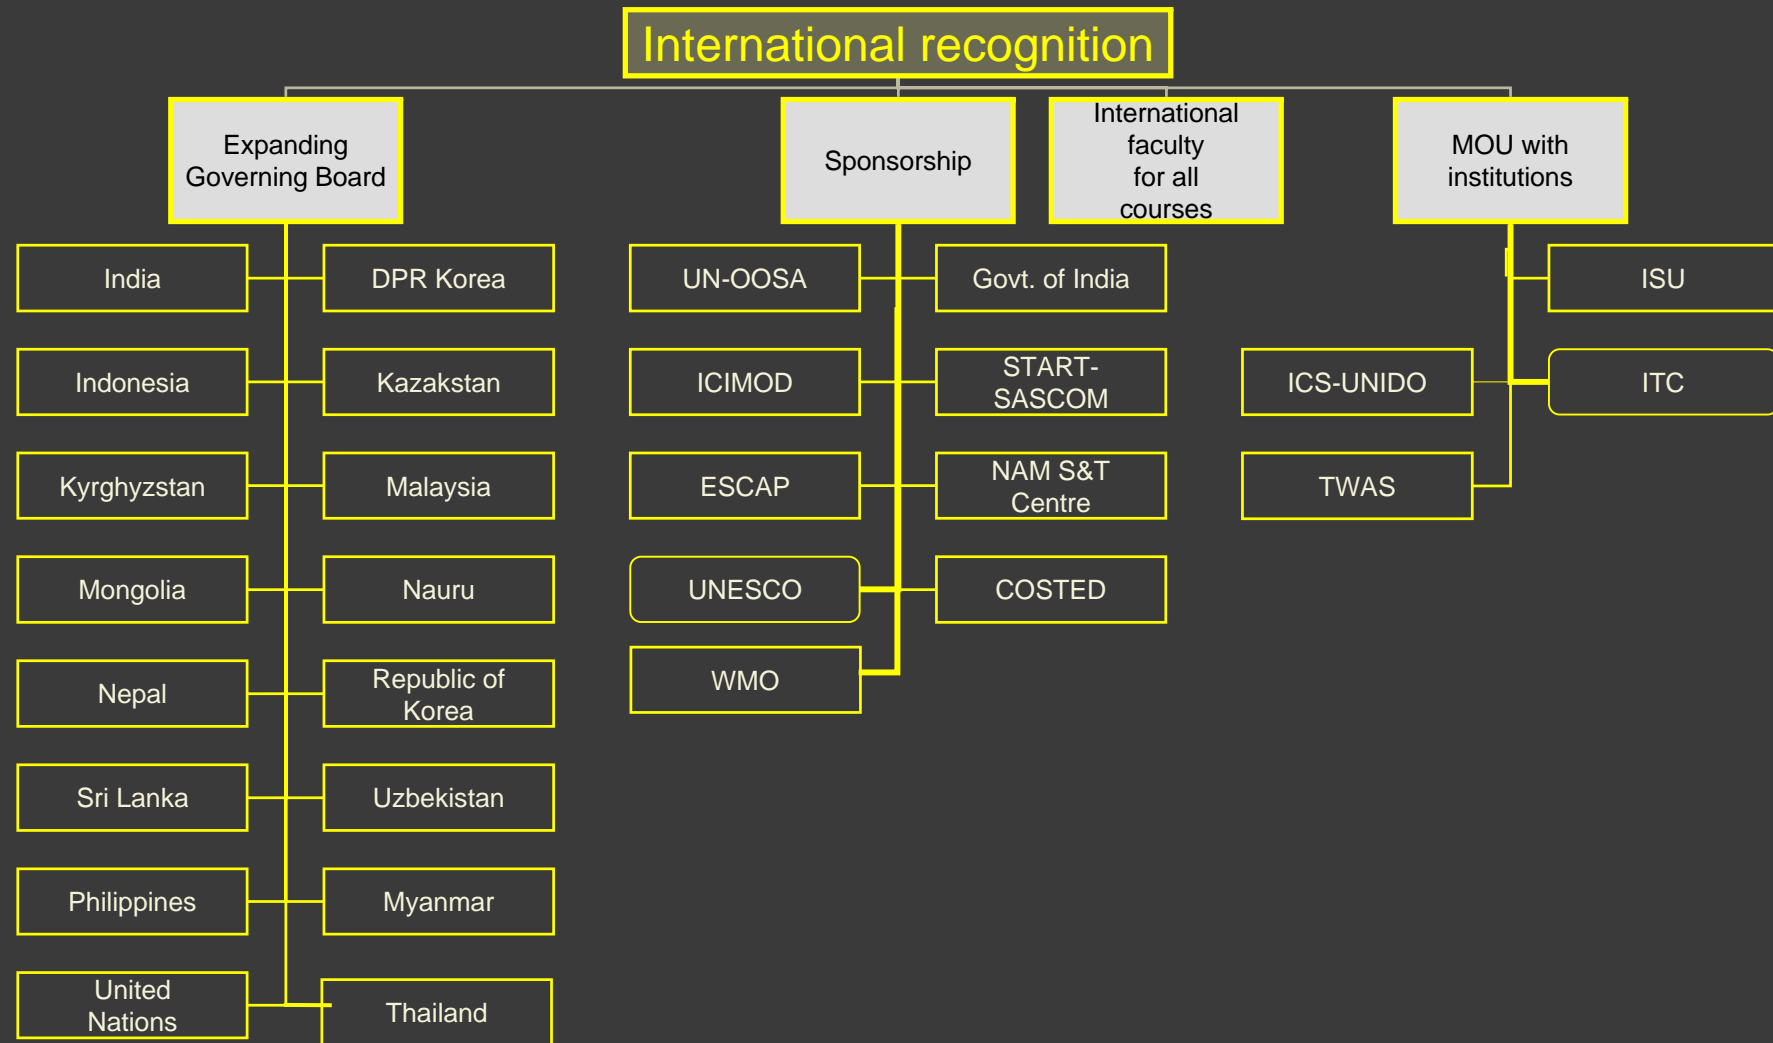 International recognition
Expanding
Governing Board
Sponsorship
International
faculty
for all
courses
MOU with
institutions
India
DPR Korea
UN-OOSA
Govt. of India
ISU
Indonesia
Kazakstan
ICIMOD
START-
SASCOM
ICS-UNIDO
ITC
Kyrghyzstan
Malaysia
ESCAP
NAM S&T
Centre
TWAS
Mongolia
Nauru
UNESCO
COSTED
Nepal
Republic of
Korea
WMO
Sri Lanka
Uzbekistan
Philippines
Myanmar
United
Nations
Thailand